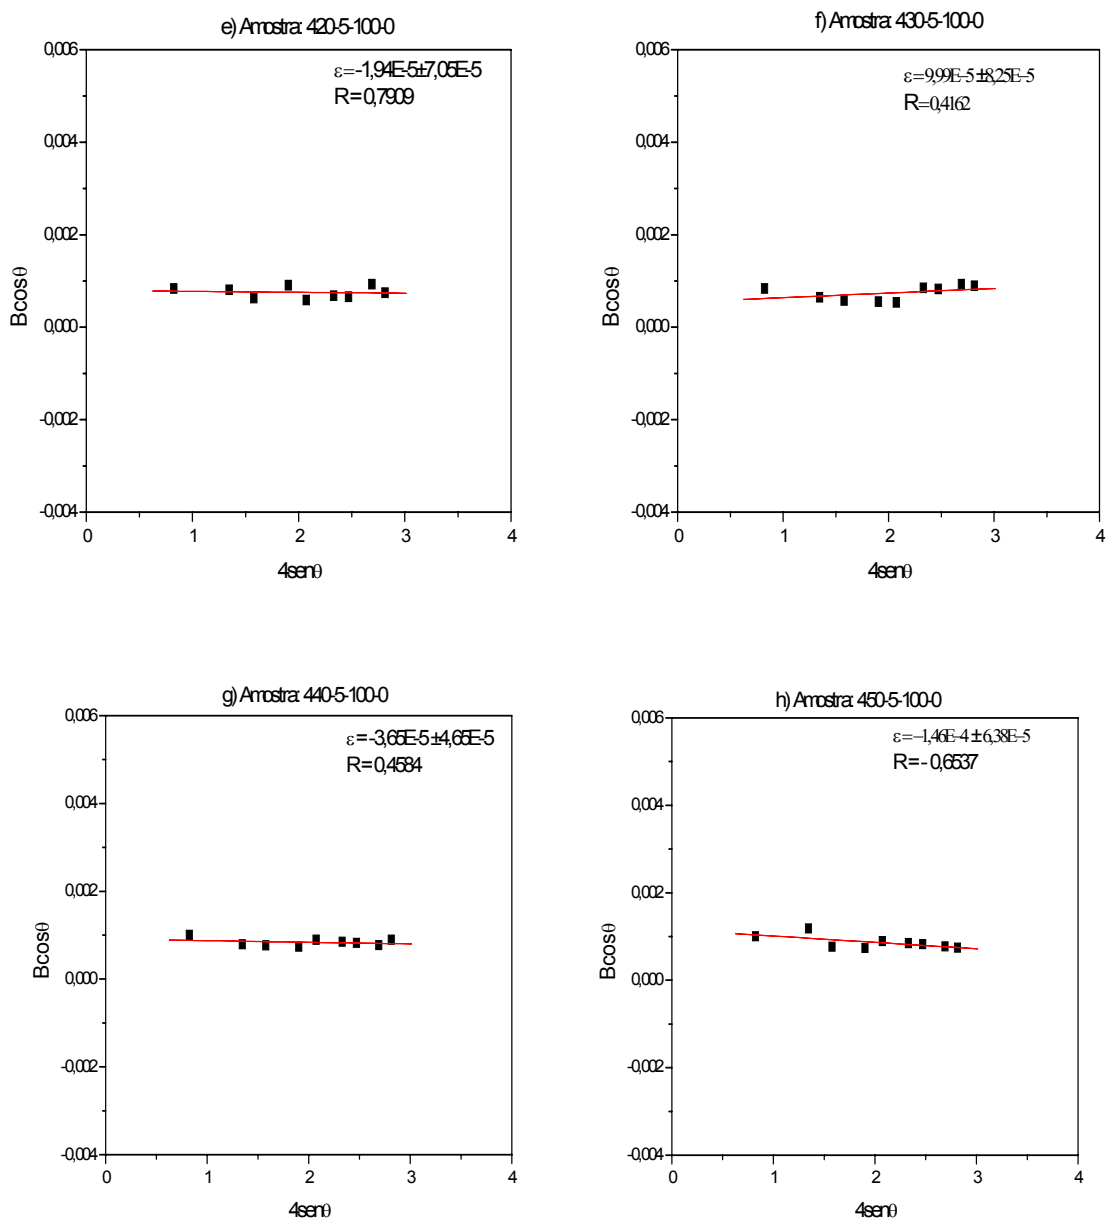 e) Amostra: 420-5-100-0
ε=-1,94E-5±7,05E-5
R=0,7909
0,006
0,004
0,002
0,000
-0,002
-0,004
Bcosθ
0 1 2 3 4
4senθ
f) Amostra: 430-5-100-0
ε=9,99E-5±8,25E-5
R=0,4162
0,006
0,004
0,002
0,000
-0,002
-0,004
Bcosθ
0 1 2 3 4
4senθ
g) Amostra: 440-5-100-0
ε=-3,65E-5±4,65E-5
R=0,4584
0,006
0,004
0,002
0,000
-0,002
-0,004
Bcosθ
0 1 2 3 4
4senθ
h) Amostra: 450-5-100-0
ε=-1,46E-4±6,38E-5
R=-0,6537
0,006
0,004
0,002
0,000
-0,002
-0,004
Bcosθ
0 1 2 3 4
4senθ